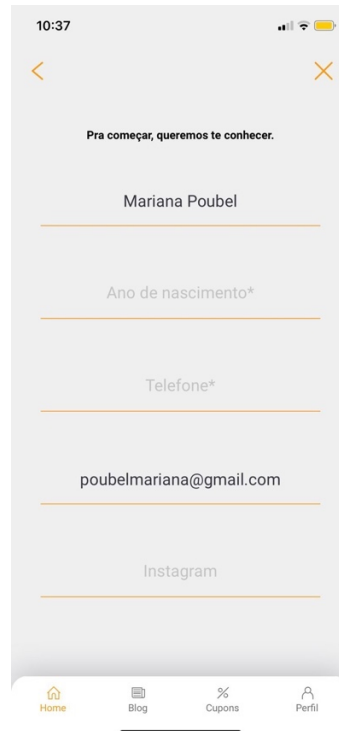 10:37
Pra começar, queremos te conhecer.
Mariana Poubel
Ano de nascimento*
Telefone*
poubelmariana@gmail.com
Instagram
Home Blog Cupons Perfil